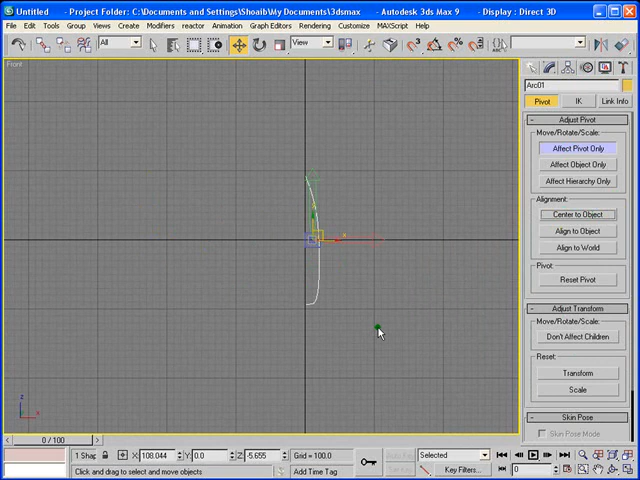 Untitled - Project Folder: C:\Documents and Settings\Shoaib\My Documents\3dsmax - Autodesk 3ds Max 9 - Display : Direct 3D
File Edit Tools Group Views Create Modifiers reactor Animation Graph Editors Rendering Customize MAXScript Help
All View
Front
Arc01
Pivot IK Link Info
Adjust Pivot
Move/Rotate/Scale:
Affect Pivot Only
Affect Object Only
Affect Hierarchy Only
Alignment:
Center to Object
Align to Object
Align to World
Pivot:
Reset Pivot
Adjust Transform
Move/Rotate/Scale:
Don't Affect Children
Reset:
Transform
Scale
Skin Pose
Skin Pose Mode
x
z
x
0 / 100
1 Shap X: 108.044 Y: 0.0 Z: -5.655 Grid = 100.0 Auto Key Selected
Click and drag to select and move objects Add Time Tag Set Key Key Filters... 0